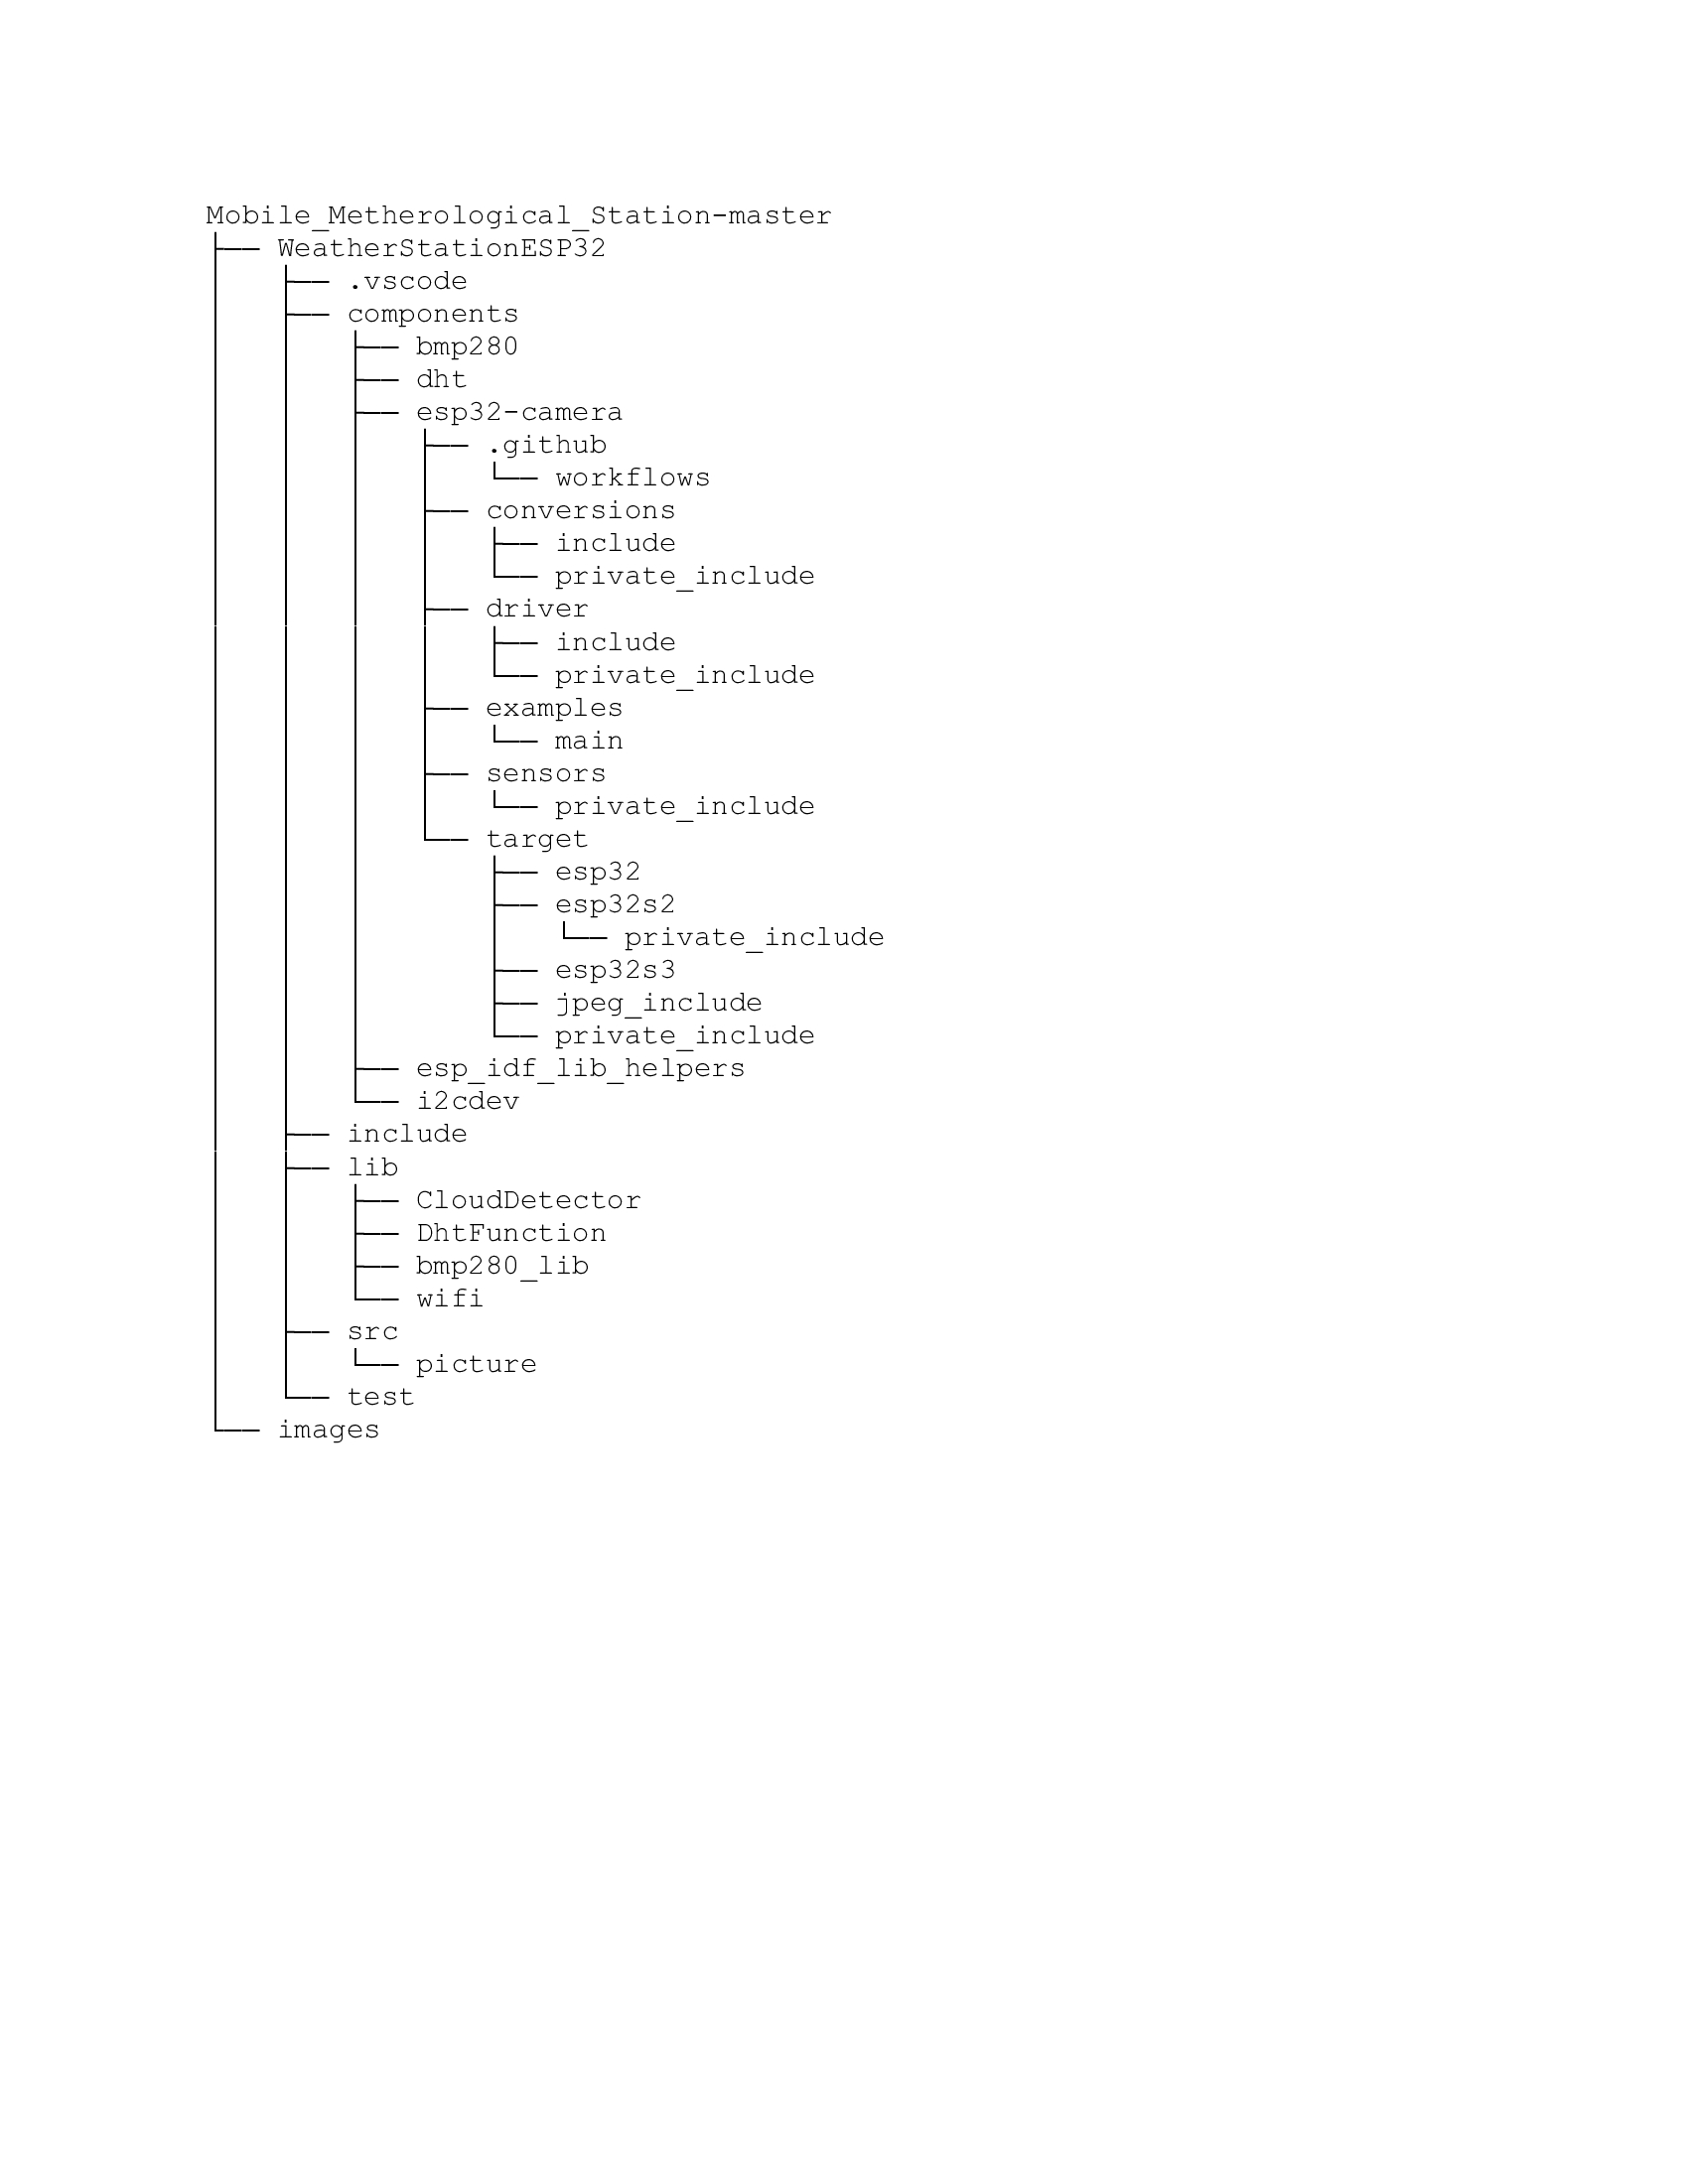 Mobile_Metherological_Station-master
├── WeatherStationESP32
│   ├── .vscode
│   ├── components
│   │   ├── bmp280
│   │   ├── dht
│   │   ├── esp32-camera
│   │   │   ├── .github
│   │   │   │   └── workflows
│   │   │   ├── conversions
│   │   │   │   ├── include
│   │   │   │   └── private_include
│   │   │   ├── driver
│   │   │   │   ├── include
│   │   │   │   └── private_include
│   │   │   ├── examples
│   │   │   │   └── main
│   │   │   ├── sensors
│   │   │   │   └── private_include
│   │   │   └── target
│   │   │       ├── esp32
│   │   │       ├── esp32s2
│   │   │       │   └── private_include
│   │   │       ├── esp32s3
│   │   │       ├── jpeg_include
│   │   │       └── private_include
│   │   ├── esp_idf_lib_helpers
│   │   └── i2cdev
│   ├── include
│   ├── lib
│   │   ├── CloudDetector
│   │   ├── DhtFunction
│   │   ├── bmp280_lib
│   │   └── wifi
│   ├── src
│   │   └── picture
│   └── test
└── images